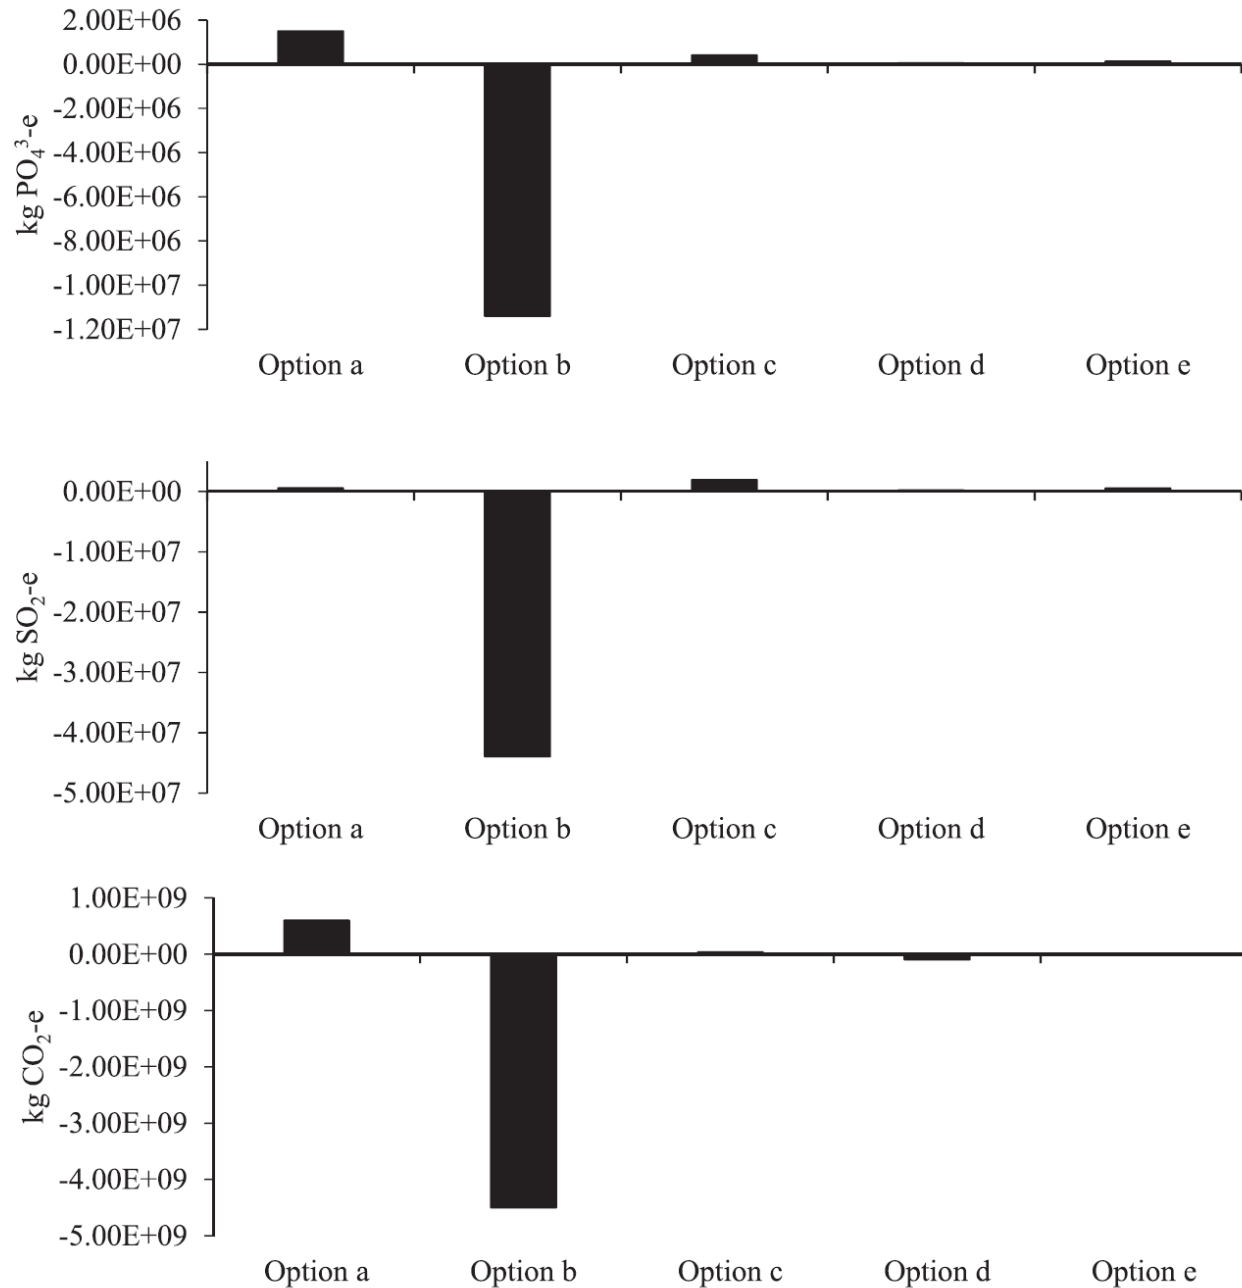 2.00E+06
0.00E+00
-2.00E+06
-4.00E+06
-6.00E+06
-8.00E+06
-1.00E+07
-1.20E+07
kg PO₄³-e
Option a Option b Option c Option d Option e
0.00E+00
-1.00E+07
-2.00E+07
-3.00E+07
-4.00E+07
-5.00E+07
kg SO₂-e
Option a Option b Option c Option d Option e
1.00E+09
0.00E+00
-1.00E+09
-2.00E+09
-3.00E+09
-4.00E+09
-5.00E+09
kg CO₂-e
Option a Option b Option c Option d Option e